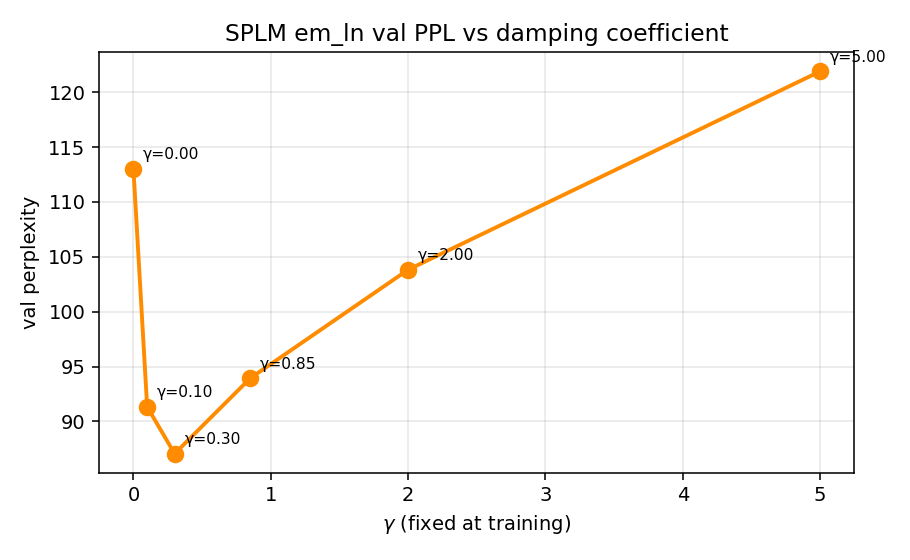 SPLM em_ln val PPL vs damping coefficient
γ=5.00
120
γ=0.00
115
110
val perplexity
γ=2.00
105
100
γ=0.85
95
γ=0.10
90
γ=0.30
0 1 2 3 4 5
γ (fixed at training)